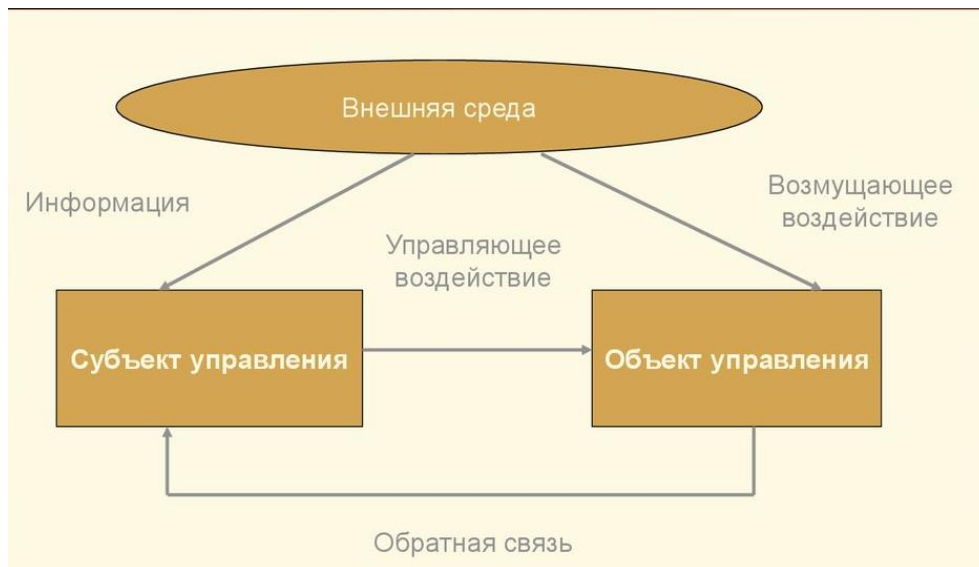 Внешняя среда
Информация
Возмущающее
воздействие
Управляющее
воздействие
Субъект управления
Объект управления
Обратная связь